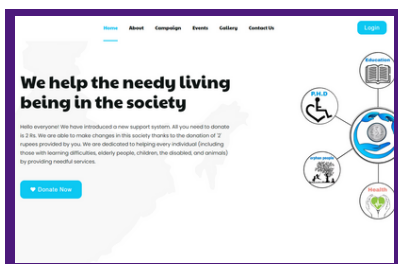 Home About Campaign Events Gallery Contact Us Login
We help the needy living
being in the society
Hello everyone! We have introduced a new support system. All you need to donate
is 2 Rs. We are able to make changes in this society thanks to the donation of '2
rupees provided by you. We are dedicated to helping every individual (including
those with learning difficulties, elderly people, children, the disabled, and animals)
by providing needful services.
Donate Now
Education
P.H.D
orphan people
Health